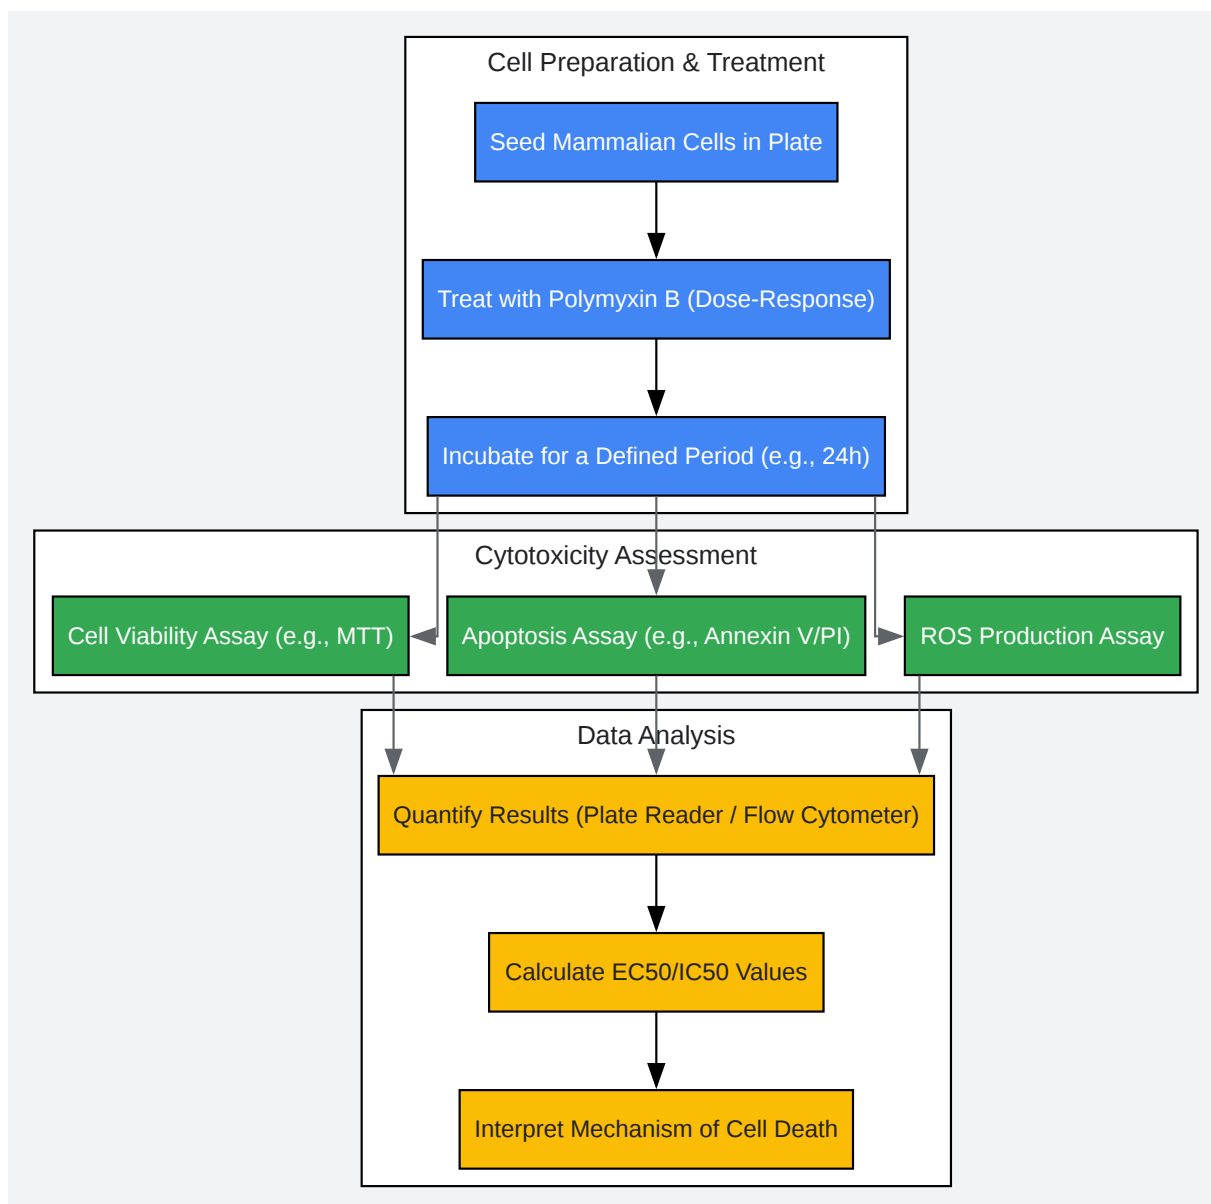 Cell Preparation & Treatment
Seed Mammalian Cells in Plate
Treat with Polymyxin B (Dose-Response)
Incubate for a Defined Period (e.g., 24h)
Cytotoxicity Assessment
Cell Viability Assay (e.g., MTT)
Apoptosis Assay (e.g., Annexin V/PI)
ROS Production Assay
Data Analysis
Quantify Results (Plate Reader / Flow Cytometer)
Calculate EC50/IC50 Values
Interpret Mechanism of Cell Death